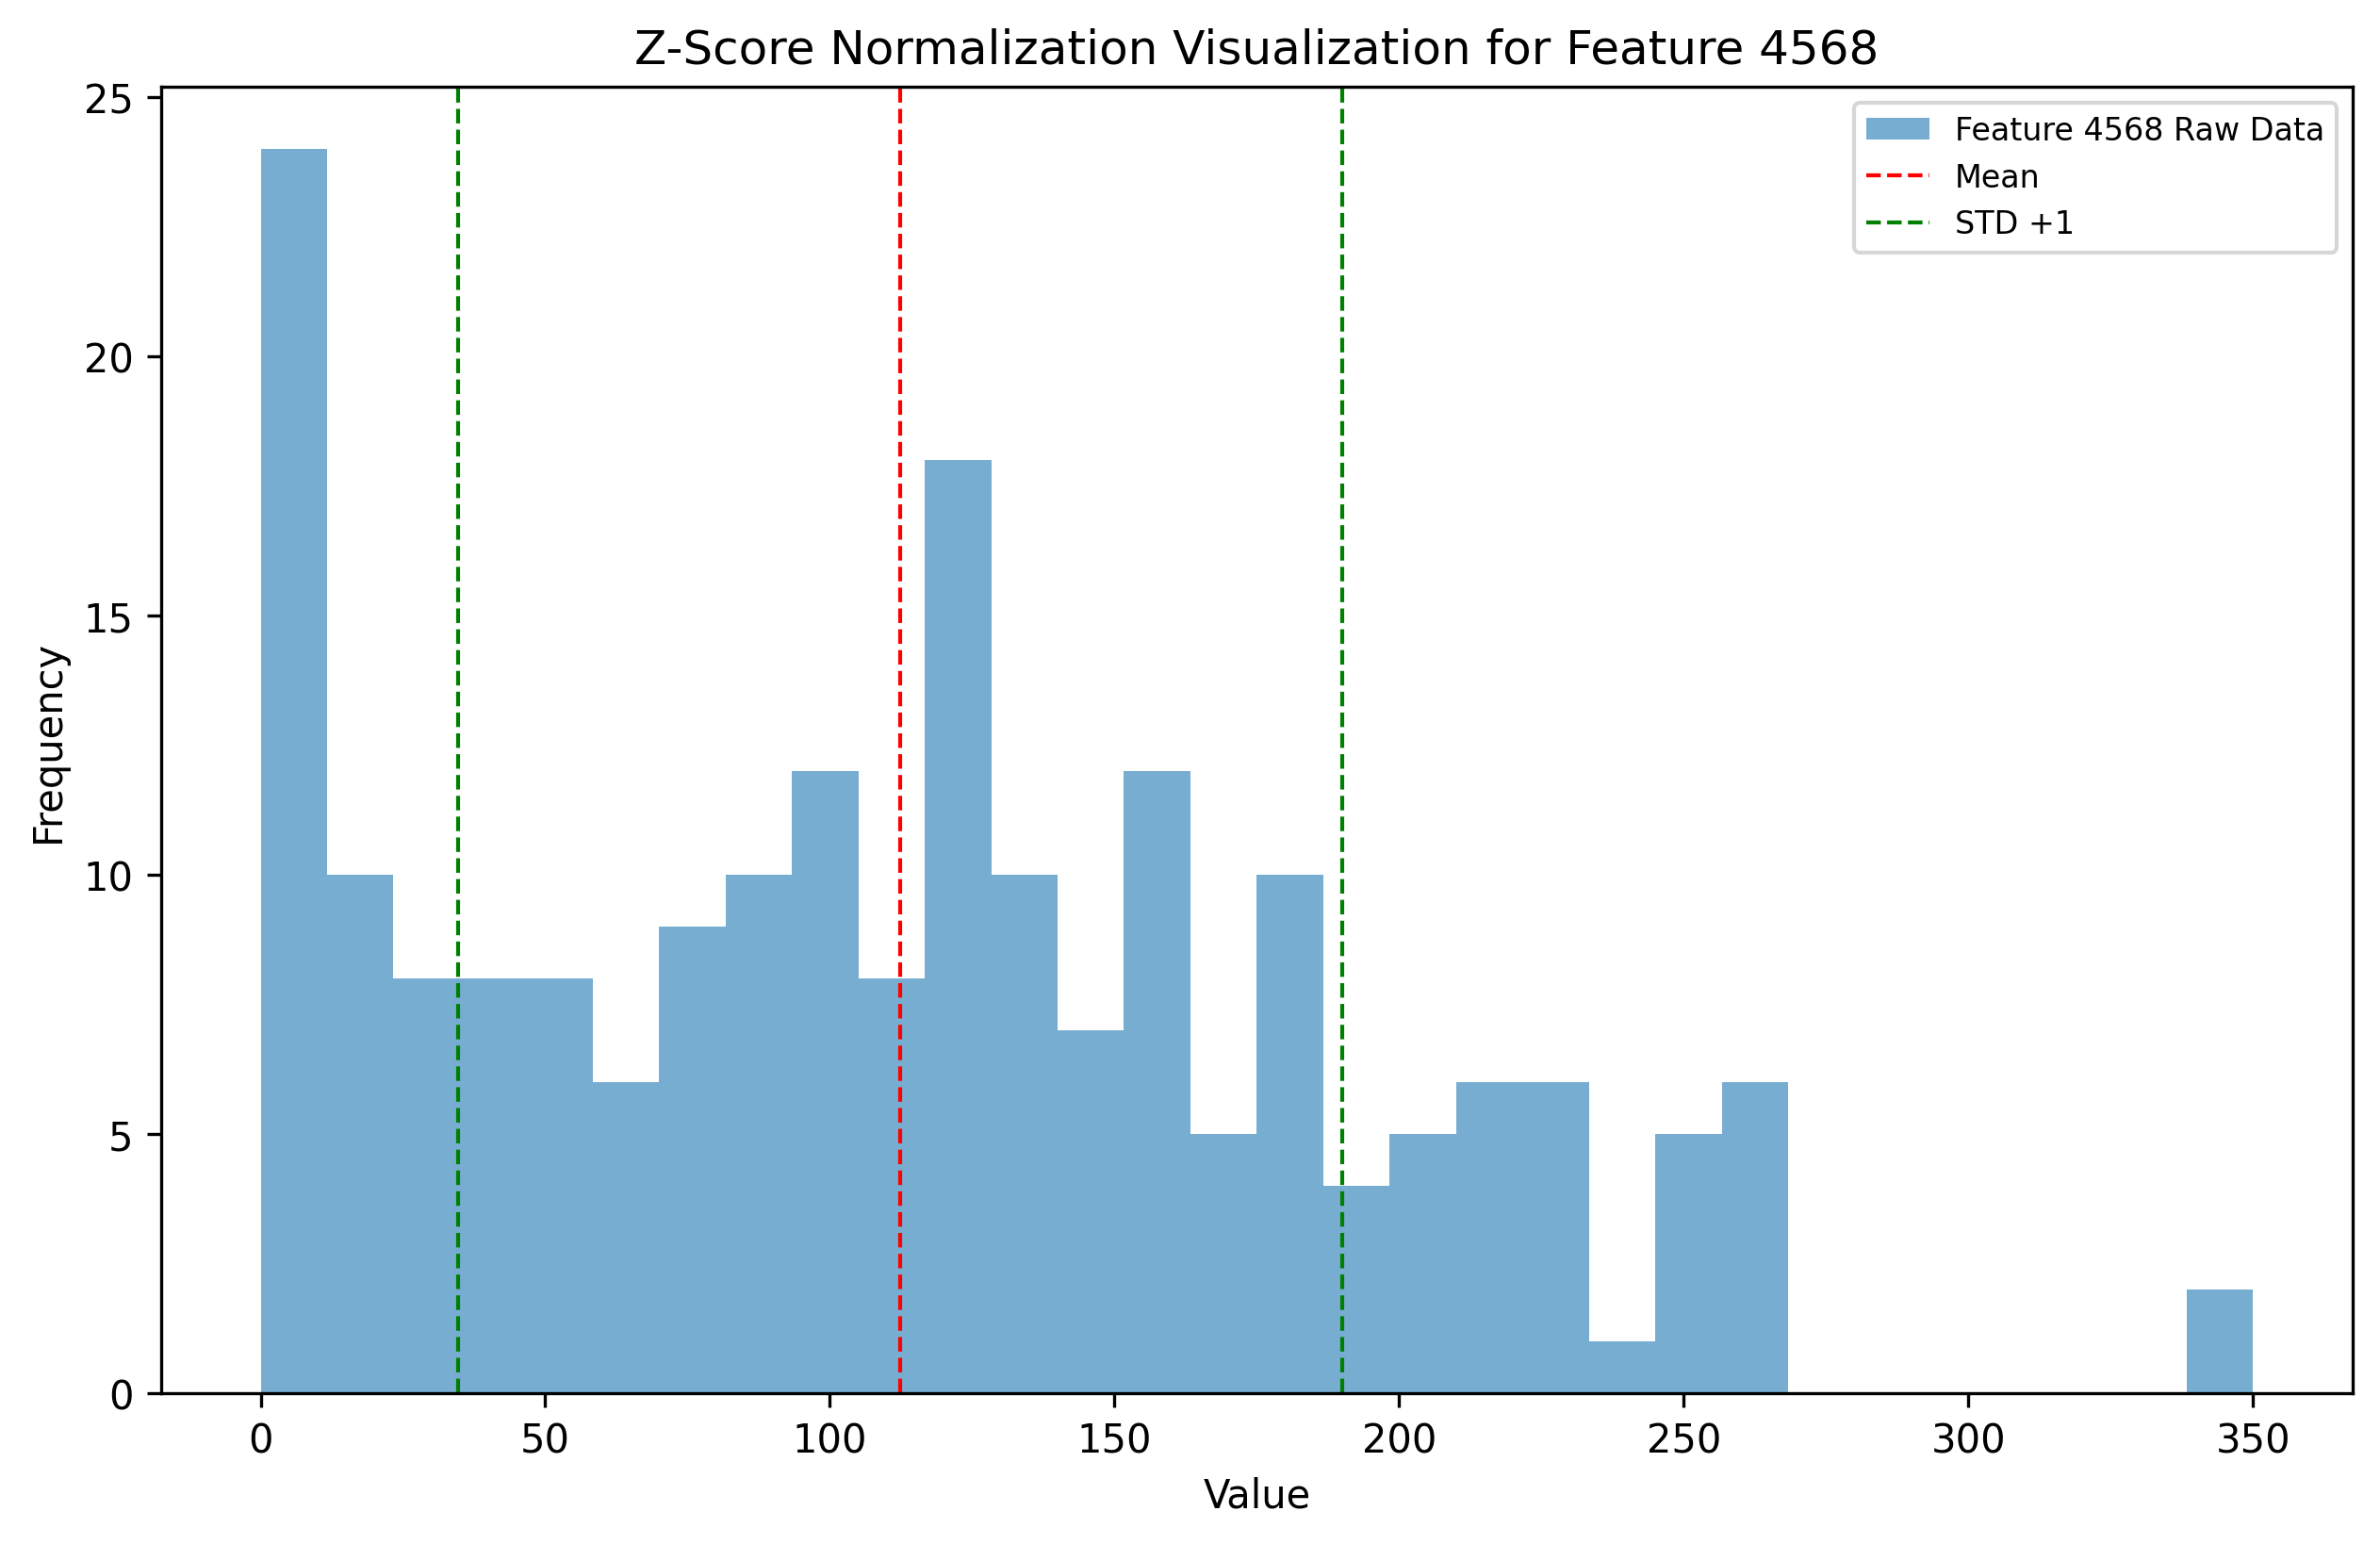 Z-Score Normalization Visualization for Feature 4568
Feature 4568 Raw Data
Mean
STD +1
25
20
15
10
5
0
Frequency
0 50 100 150 200 250 300 350
Value